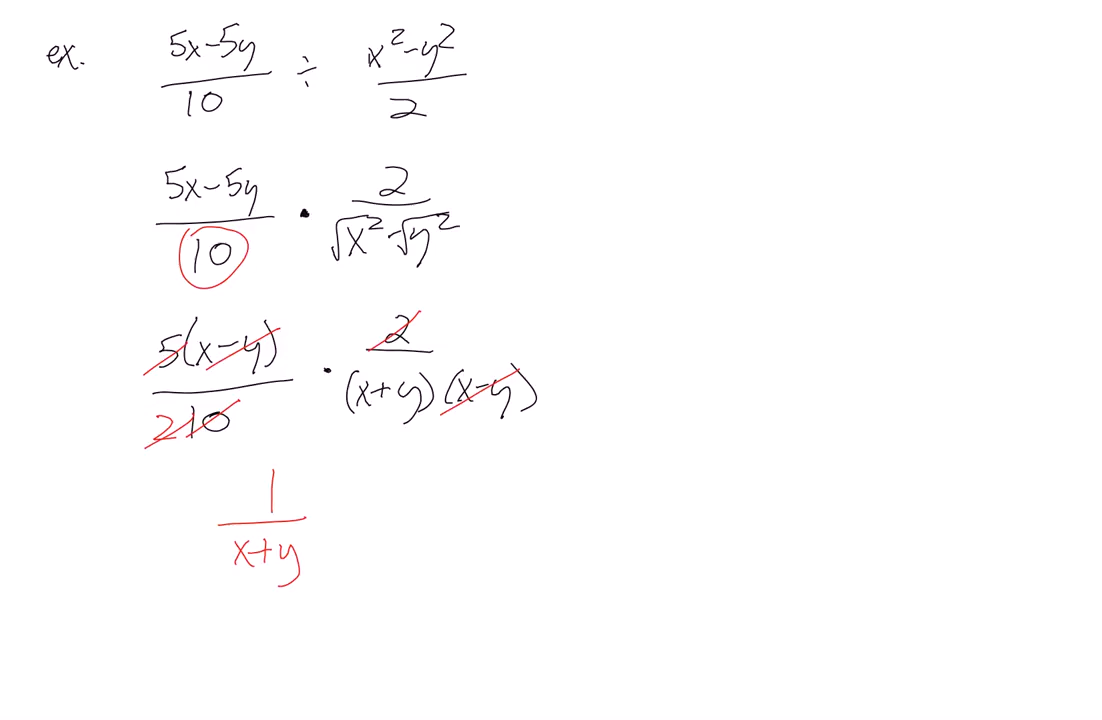 ex. 5x-5y/10 ÷ x²-y²/2
5x-5y/10 · 2/√x²-√y²
5(x-y)/2 10 · 2/(x+y)(x-y)
1/x+y